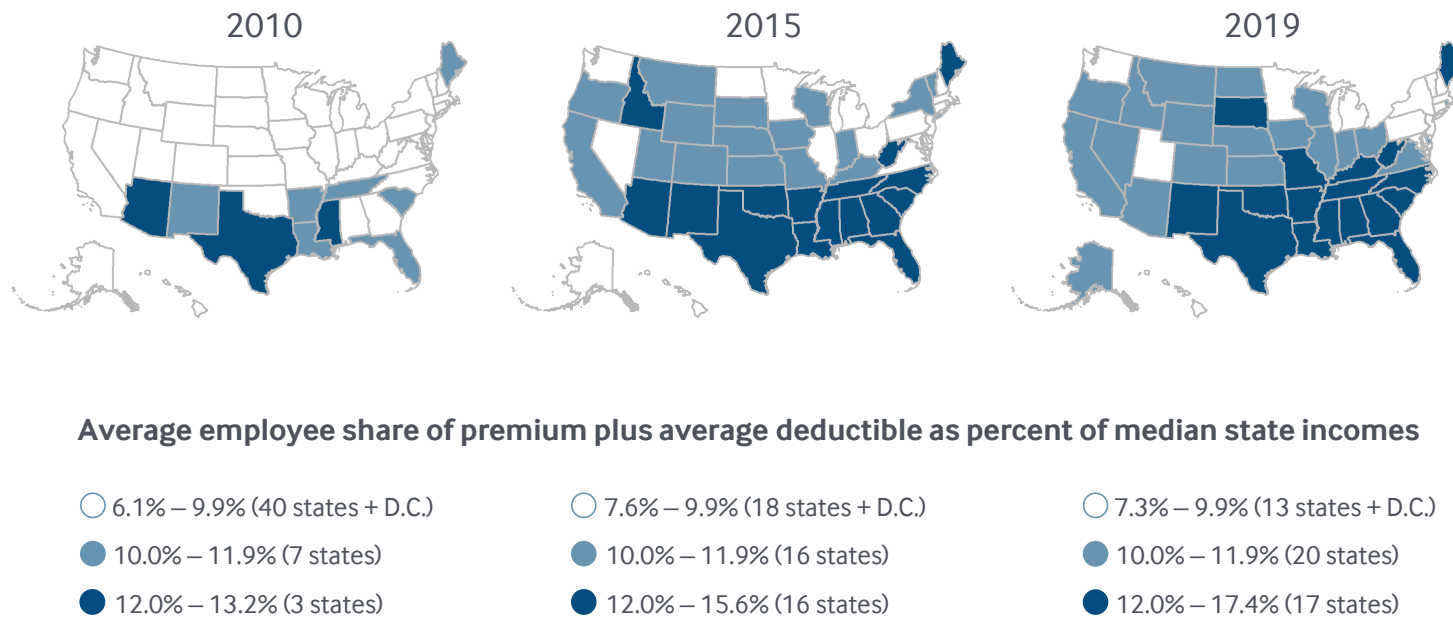 2010
2015
2019
Average employee share of premium plus average deductible as percent of median state incomes
6.1% – 9.9% (40 states + D.C.)
10.0% – 11.9% (7 states)
12.0% – 13.2% (3 states)
7.6% – 9.9% (18 states + D.C.)
10.0% – 11.9% (16 states)
12.0% – 15.6% (16 states)
7.3% – 9.9% (13 states + D.C.)
10.0% – 11.9% (20 states)
12.0% – 17.4% (17 states)